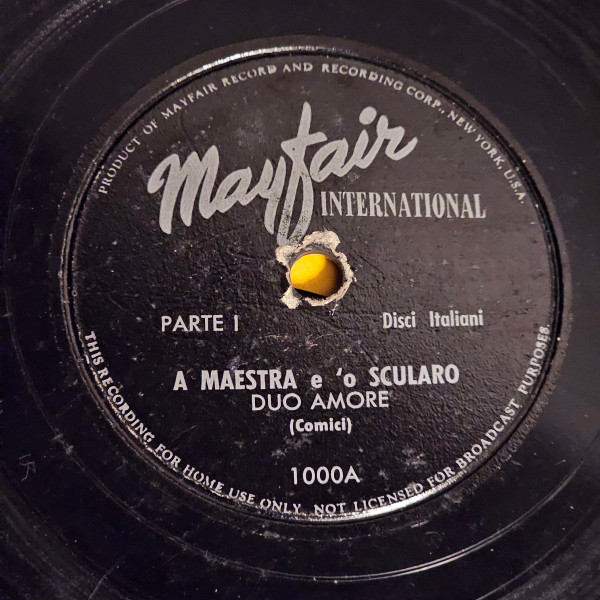 PRODUCT OF MAYFAIR RECORD AND RECORDING CORP., NEW YORK, U.S.A.
Mayfair
INTERNATIONAL
PARTE I
Disci Italiani
A MAESTRA e 'o SCULARO
DUO AMORE
(Comici)
1000A
THIS RECORDING FOR HOME USE ONLY NOT LICENSED FOR BROADCAST PURPOSES.